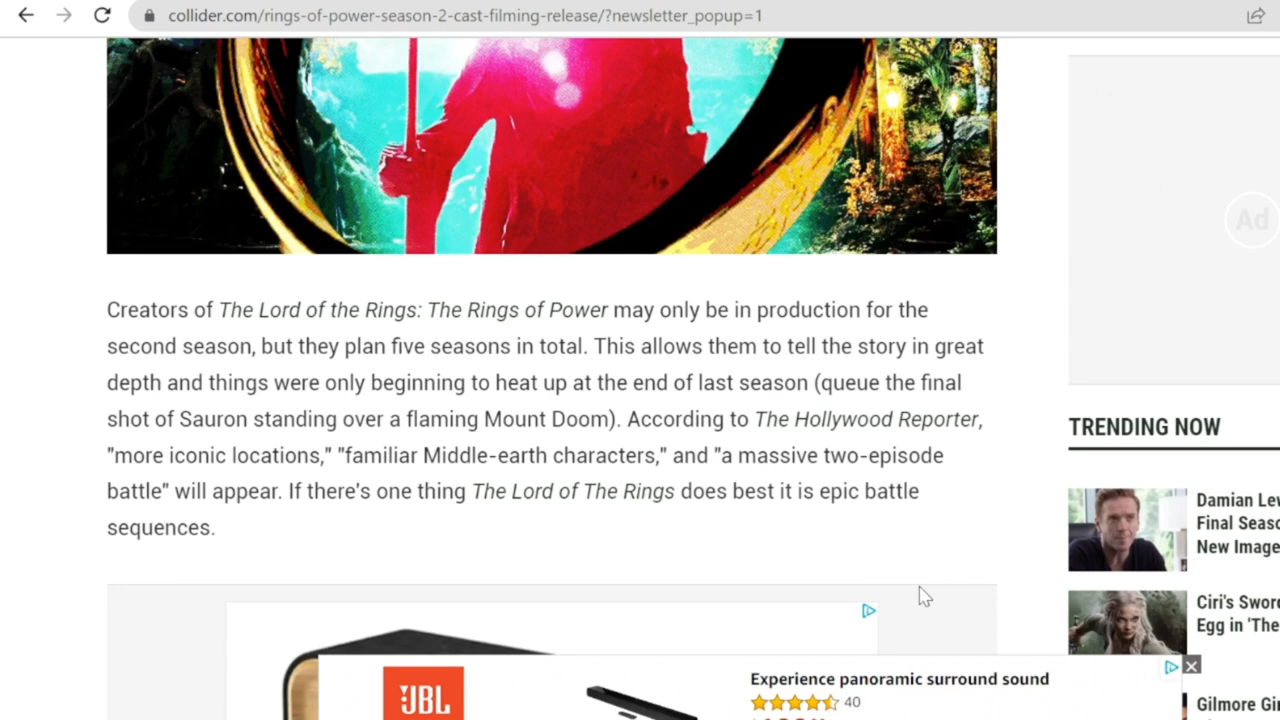 collider.com/rings-of-power-season-2-cast-filming-release/?newsletter_popup=1
Ad
Creators of The Lord of the Rings: The Rings of Power may only be in production for the
second season, but they plan five seasons in total. This allows them to tell the story in great
depth and things were only beginning to heat up at the end of last season (queue the final
shot of Sauron standing over a flaming Mount Doom). According to The Hollywood Reporter,
"more iconic locations," "familiar Middle-earth characters," and "a massive two-episode
battle" will appear. If there's one thing The Lord of The Rings does best it is epic battle
sequences.
TRENDING NOW
Damian Lew
Final Seaso
New Image
Ciri's Sword
Egg in 'The
Gilmore Gi
JBL
Experience panoramic surround sound
40